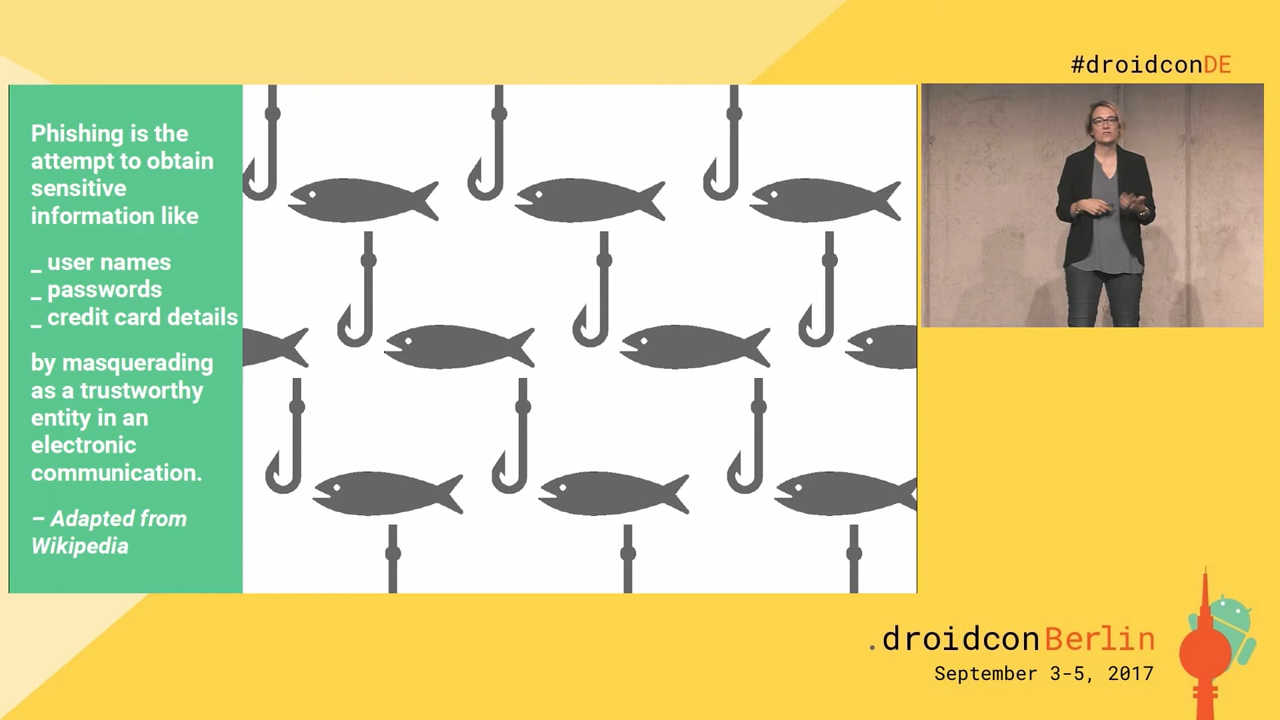 #droidconDE
Phishing is the
attempt to obtain
sensitive
information like
_ user names
_ passwords
_ credit card details
by masquerading
as a trustworthy
entity in an
electronic
communication.
– Adapted from
Wikipedia
.droidconBerlin
September 3-5, 2017